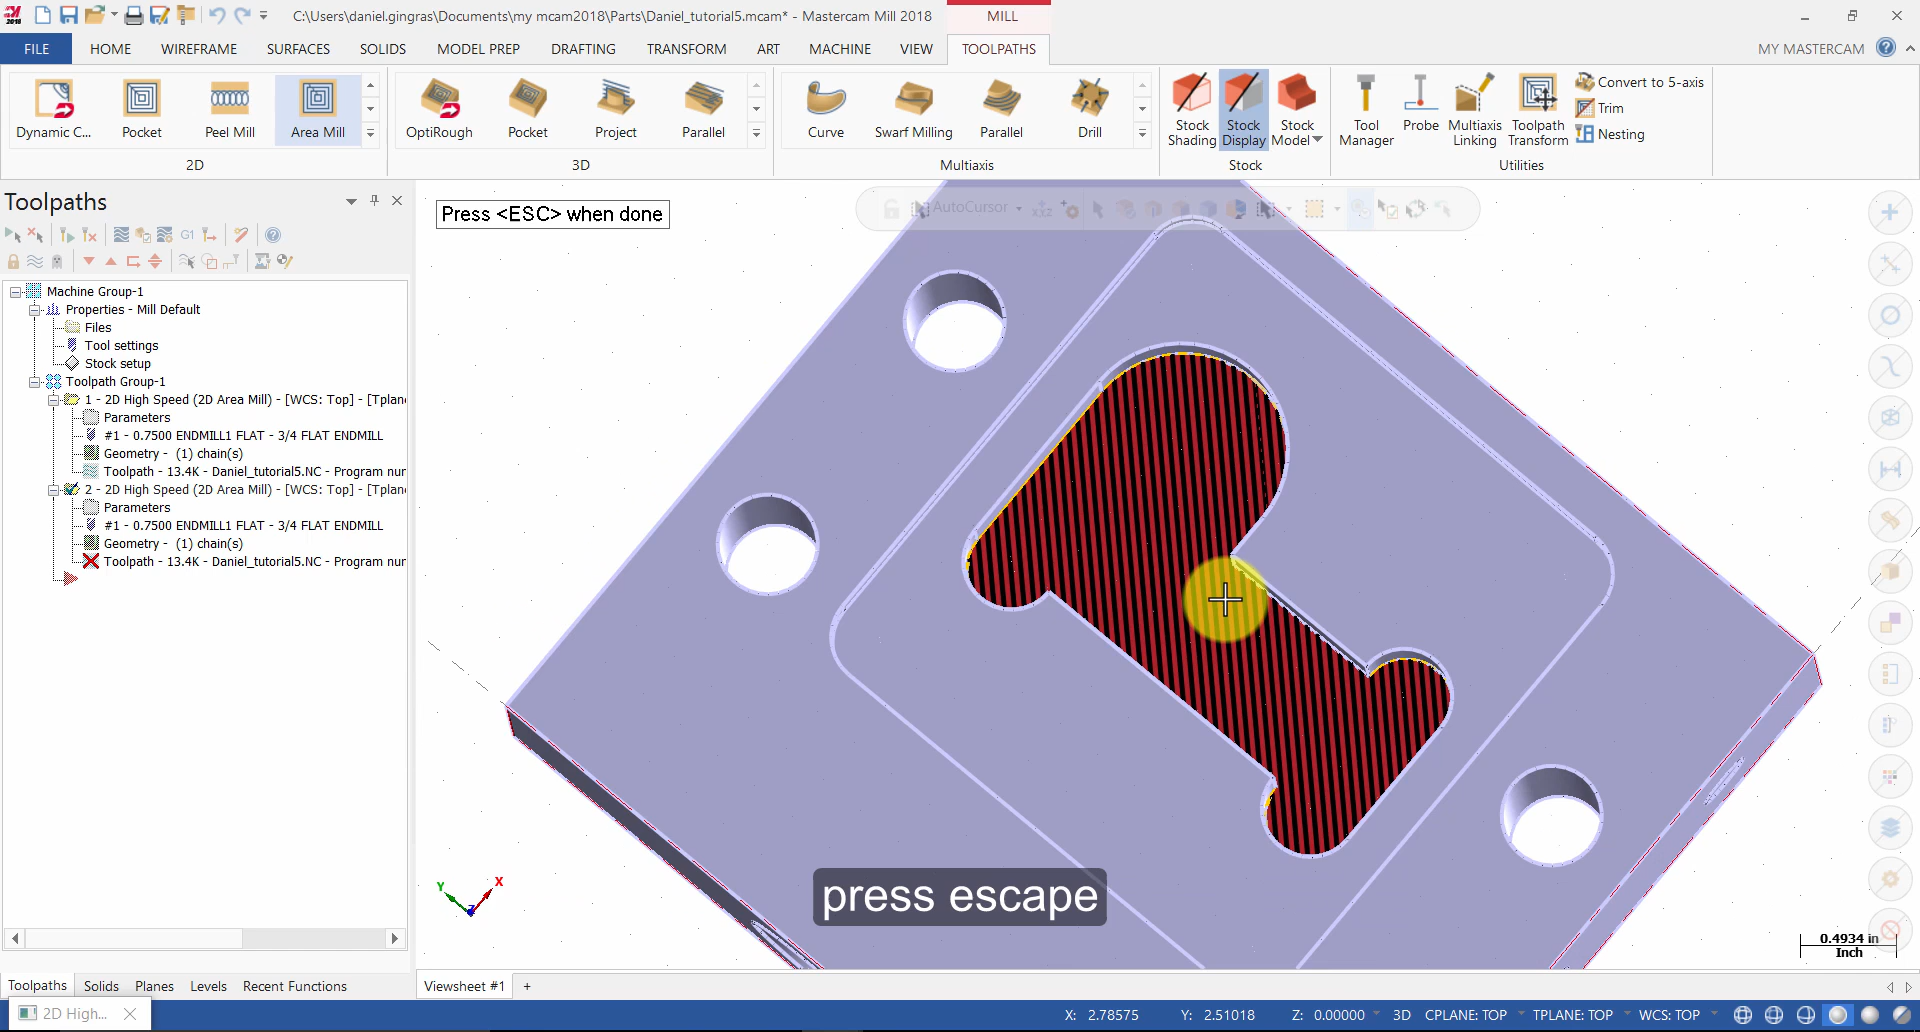 C:\Users\daniel.gingras\Documents\my mcam2018\Parts\Daniel_tutorial5.mcam* - Mastercam Mill 2018
MILL
FILE
HOME
WIREFRAME
SURFACES
SOLIDS
MODEL PREP
DRAFTING
TRANSFORM
ART
MACHINE
VIEW
TOOLPATHS
MY MASTERCAM
Dynamic C...
Pocket
Peel Mill
Area Mill
2D
OptiRough
Pocket
Project
Parallel
3D
Curve
Swarf Milling
Parallel
Drill
Multiaxis
Stock Shading
Stock Display
Stock Model
Stock
Tool Manager
Probe
Multiaxis Linking
Toolpath Transform
Convert to 5-axis
Trim
Nesting
Utilities
Toolpaths
G1
Machine Group-1
Properties - Mill Default
Files
Tool settings
Stock setup
Toolpath Group-1
1 - 2D High Speed (2D Area Mill) - [WCS: Top] - [Tplan
Parameters
#1 - 0.7500 ENDMILL1 FLAT - 3/4 FLAT ENDMILL
Geometry - (1) chain(s)
Toolpath - 13.4K - Daniel_tutorial5.NC - Program nur
2 - 2D High Speed (2D Area Mill) - [WCS: Top] - [Tplan
Parameters
#1 - 0.7500 ENDMILL1 FLAT - 3/4 FLAT ENDMILL
Geometry - (1) chain(s)
Toolpath - 13.4K - Daniel_tutorial5.NC - Program nur
Press <ESC> when done
AutoCursor
Y
X
Z
press escape
0.4934 in
Inch
Toolpaths
Solids
Planes
Levels
Recent Functions
Viewsheet #1
+
2D High...
X: 2.78575
Y: 2.51018
Z: 0.00000
3D
CPLANE: TOP
TPLANE: TOP
WCS: TOP